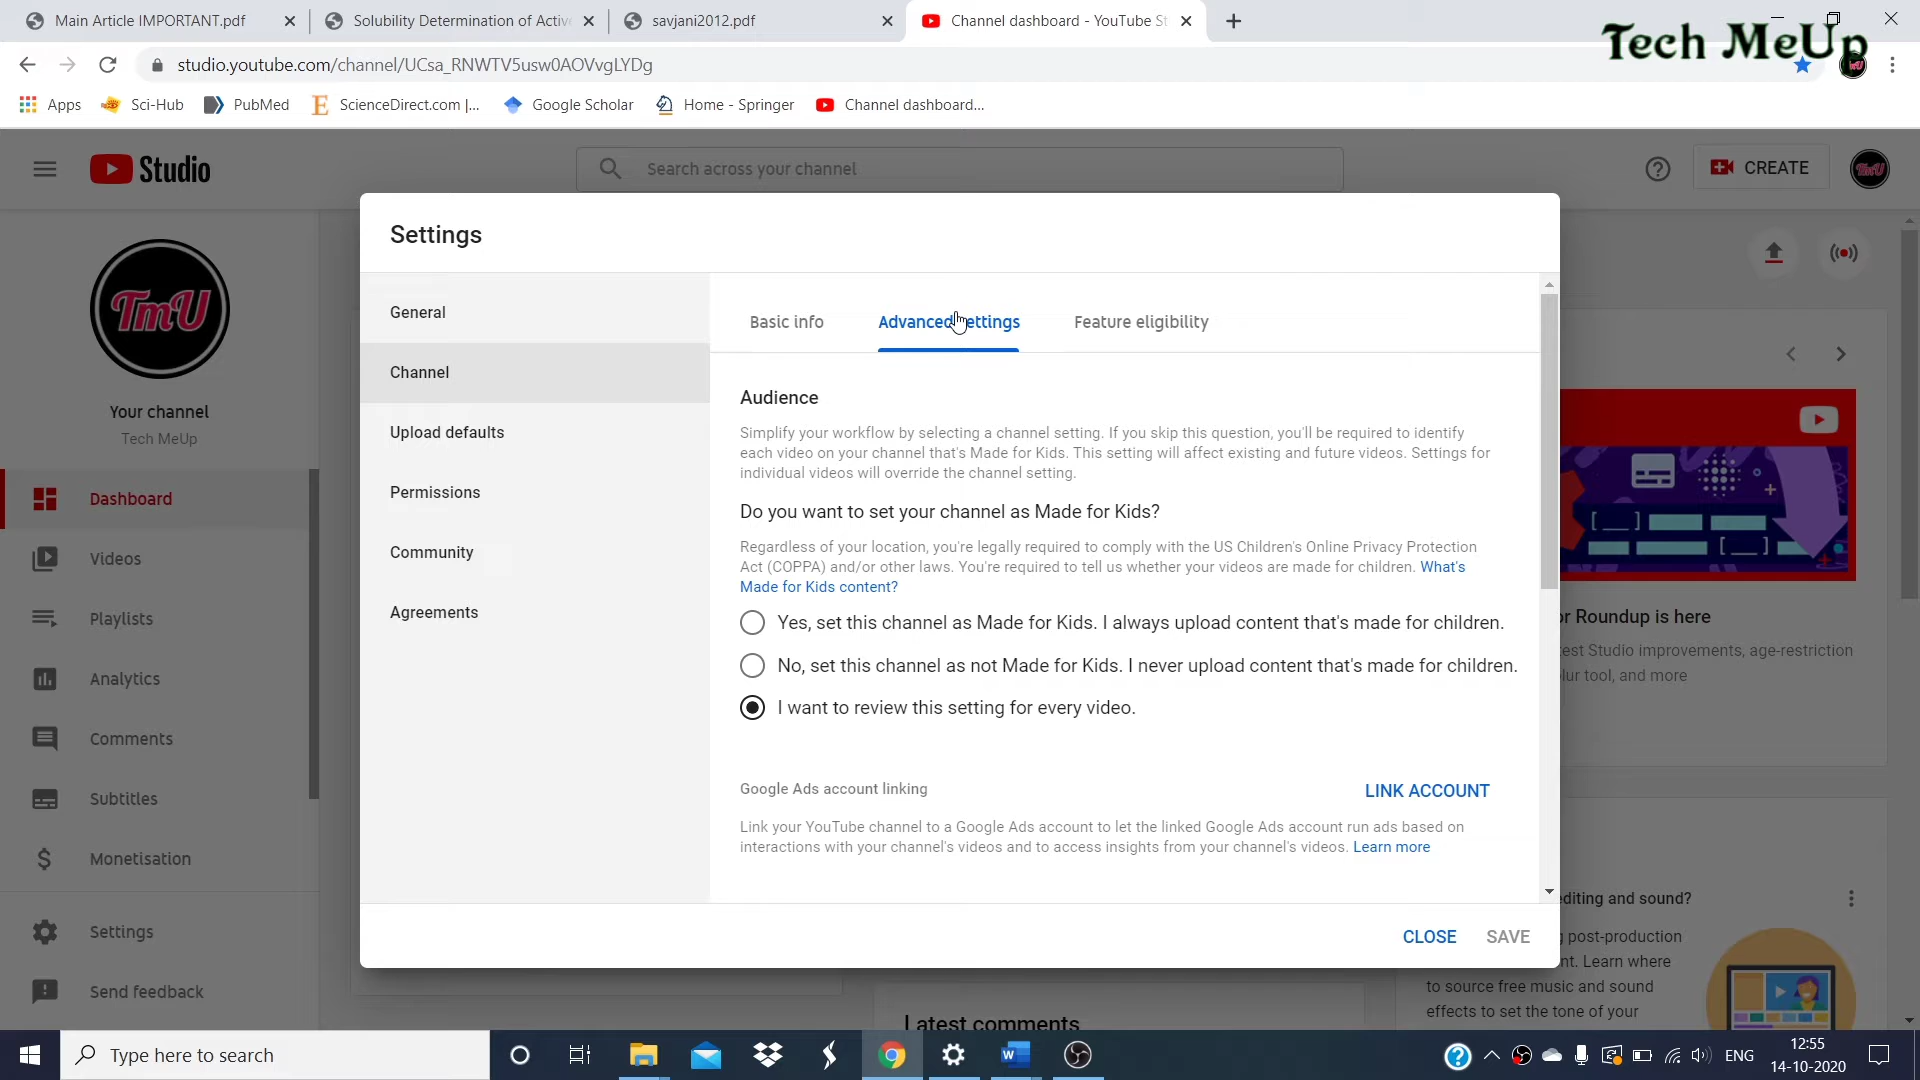 Main Article IMPORTANT.pdf
Solubility Determination of Activ
savjani2012.pdf
Channel dashboard - YouTube St
Tech MeUp
studio.youtube.com/channel/UCsa_RNWTV5usw0AOVvgLYDg
Apps
Sci-Hub
PubMed
ScienceDirect.com |...
Google Scholar
Home - Springer
Channel dashboard...
Studio
Search across your channel
CREATE
TmU
Settings
TmU
Your channel
Tech MeUp
Dashboard
Videos
Playlists
Analytics
Comments
Subtitles
Monetisation
Settings
Send feedback
General
Channel
Upload defaults
Permissions
Community
Agreements
Basic info
Advanced settings
Feature eligibility
Audience
Simplify your workflow by selecting a channel setting. If you skip this question, you'll be required to identify
each video on your channel that's Made for Kids. This setting will affect existing and future videos. Settings for
individual videos will override the channel setting.
Do you want to set your channel as Made for Kids?
Regardless of your location, you're legally required to comply with the US Children's Online Privacy Protection
Act (COPPA) and/or other laws. You're required to tell us whether your videos are made for children. What's
Made for Kids content?
Yes, set this channel as Made for Kids. I always upload content that's made for children.
No, set this channel as not Made for Kids. I never upload content that's made for children.
I want to review this setting for every video.
Google Ads account linking
LINK ACCOUNT
Link your YouTube channel to a Google Ads account to let the linked Google Ads account run ads based on
interactions with your channel's videos and to access insights from your channel's videos. Learn more
CLOSE
SAVE
or Roundup is here
test Studio improvements, age-restriction
lur tool, and more
editing and sound?
post-production
nt. Learn where
to source free music and sound
effects to set the tone of your
Latest comments
Type here to search
ENG
12:55
14-10-2020